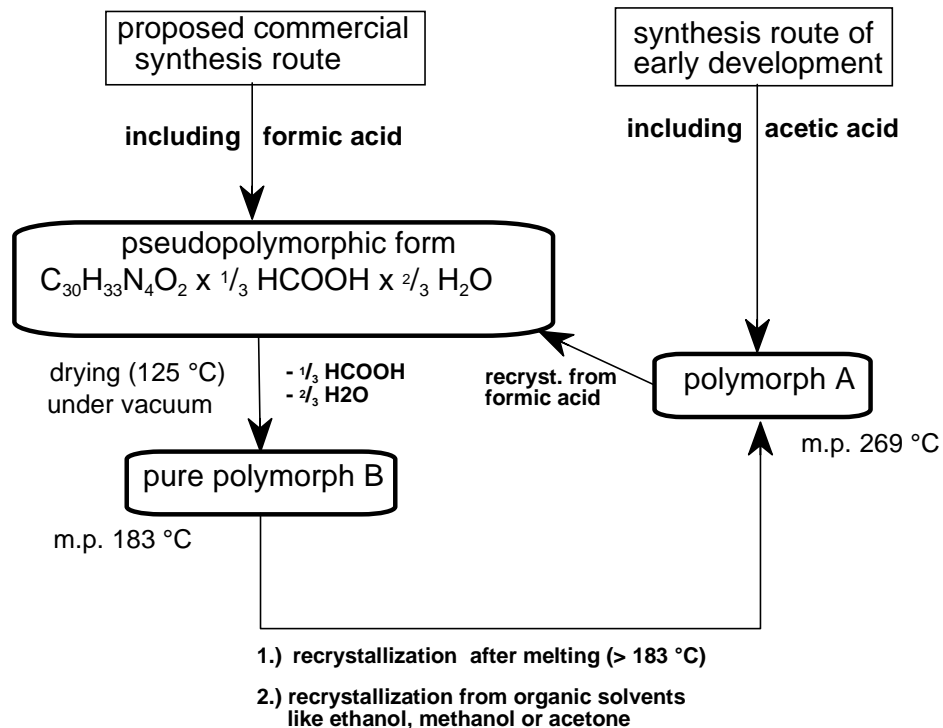 proposed commercial
synthesis route
synthesis route of
early development
including formic acid
including acetic acid
pseudopolymorphic form
C₃₀H₃₃N₄O₂ x ¹/₃ HCOOH x ²/₃ H₂O
drying (125 °C)
under vacuum
- ¹/₃ HCOOH
- ²/₃ H2O
recryst. from
formic acid
polymorph A
m.p. 269 °C
pure polymorph B
m.p. 183 °C
1.) recrystallization after melting (> 183 °C)
2.) recrystallization from organic solvents
like ethanol, methanol or acetone